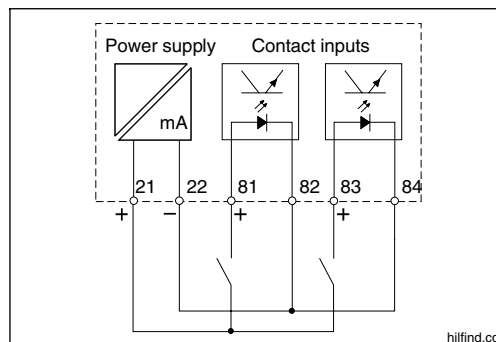 Power supply Contact inputs
mA
21 22 81 82 83 84
+ − + +
hilfind.co